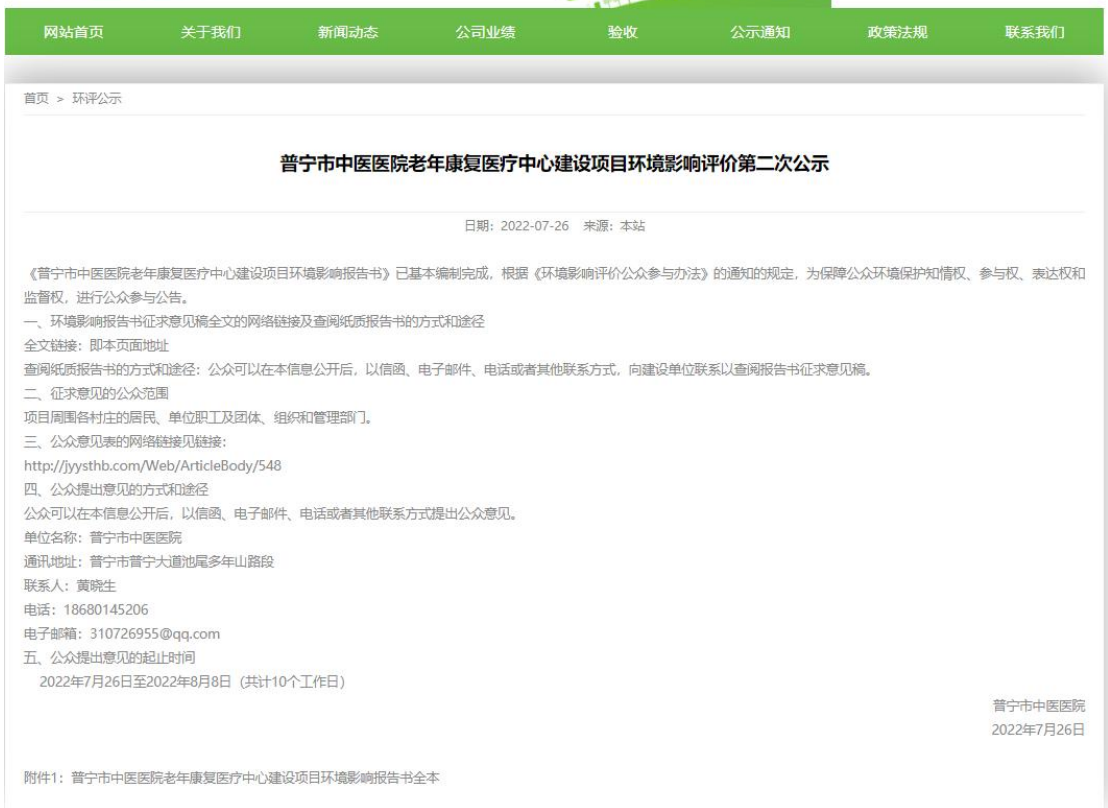 网站首页 关于我们 新闻动态 公司业绩 验收 公示通知 政策法规 联系我们
首页 > 环评公示
普宁市中医医院老年康复医疗中心建设项目环境影响评价第二次公示
日期：2022-07-26 来源：本站
《普宁市中医医院老年康复医疗中心建设项目环境影响报告书》已基本编制完成，根据《环境影响评价公众参与办法》的通知的规定，为保障公众环境保护知情权、参与权、表达权和
监督权，进行公众参与公告。
一、环境影响报告书征求意见稿全文的网络链接及查阅纸质报告书的方式和途径
全文链接：即本页面地址
查阅纸质报告书的方式和途径：公众可以在本信息公开后，以信函、电子邮件、电话或者其他联系方式，向建设单位联系以查阅报告书征求意见稿。
二、征求意见的公众范围
项目周围各村庄的居民、单位职工及团体、组织和管理部门。
三、公众意见表的网络链接见链接：
http://jyysthb.com/Web/ArticleBody/548
四、公众提出意见的方式和途径
公众可以在本信息公开后，以信函、电子邮件、电话或者其他联系方式提出公众意见。
单位名称：普宁市中医医院
通讯地址：普宁市普宁大道池尾多年山路段
联系人：黄晓生
电话：18680145206
电子邮箱：310726955@qq.com
五、公众提出意见的起止时间
2022年7月26日至2022年8月8日（共计10个工作日）
普宁市中医医院
2022年7月26日
附件1：普宁市中医医院老年康复医疗中心建设项目环境影响报告书全本